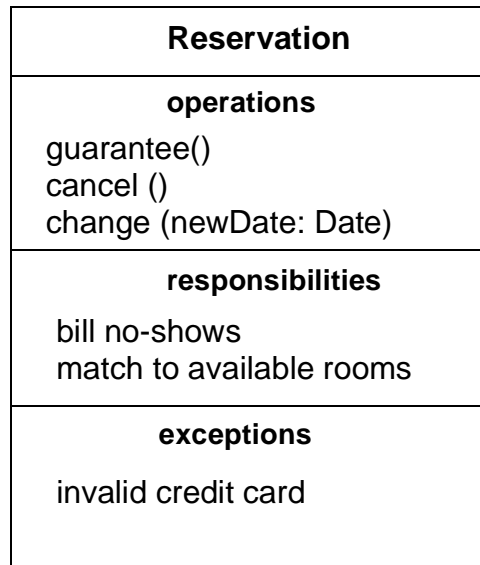 Reservation
operations
guarantee()
cancel ()
change (newDate: Date)
responsibilities
bill no-shows
match to available rooms
exceptions
invalid credit card